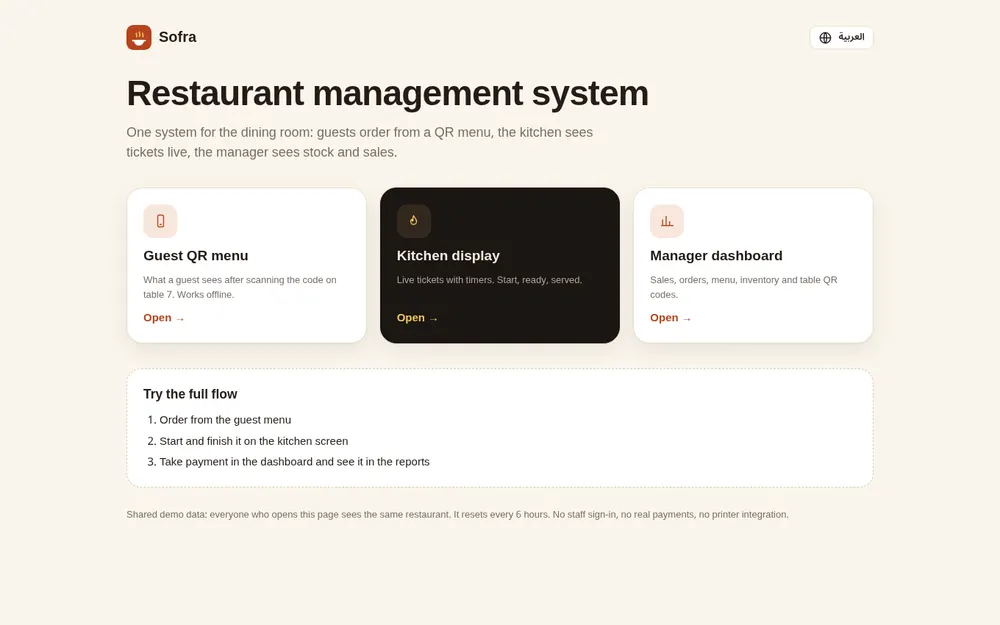 Sofra
العربية
Restaurant management system
One system for the dining room: guests order from a QR menu, the kitchen sees
tickets live, the manager sees stock and sales.
Guest QR menu
What a guest sees after scanning the code on
table 7. Works offline.
Open →
Kitchen display
Live tickets with timers. Start, ready, served.
Open →
Manager dashboard
Sales, orders, menu, inventory and table QR
codes.
Open →
Try the full flow
1. Order from the guest menu
2. Start and finish it on the kitchen screen
3. Take payment in the dashboard and see it in the reports
Shared demo data: everyone who opens this page sees the same restaurant. It resets every 6 hours. No staff sign-in, no real payments, no printer integration.